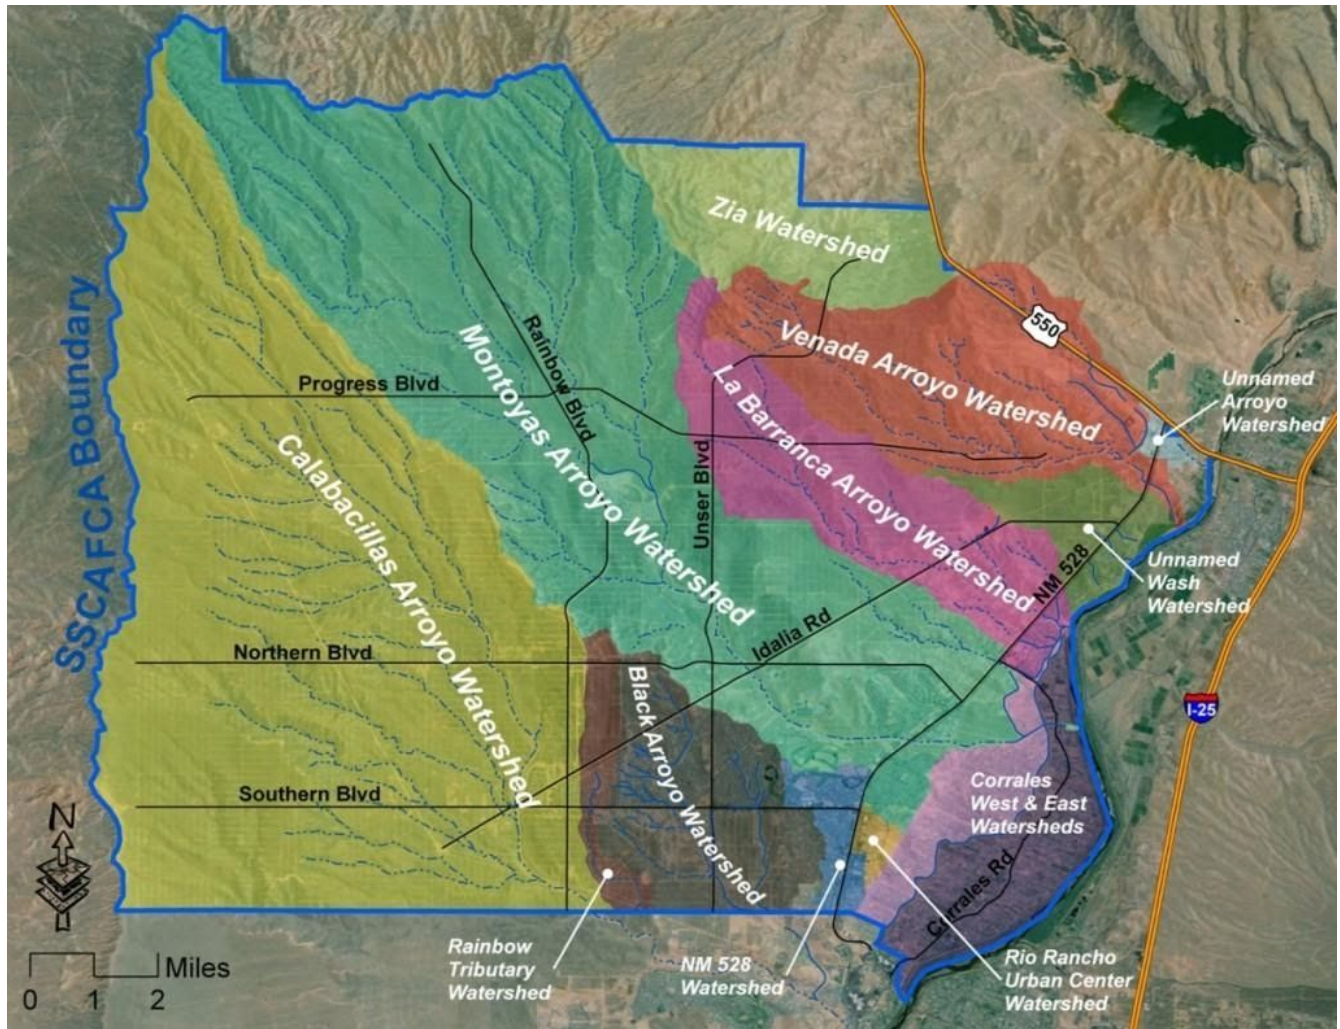 Zia Watershed
550
Venada Arroyo Watershed
Unnamed
Arroyo
Watershed
Rainbow Blvd
Montoyas Arroyo Watershed
La Barranca Arroyo Watershed
Progress Blvd
SSCAFCA Boundary
Calabacillas Arroyo Watershed
Unser Blvd
NM 528
Unnamed
Wash
Watershed
Idalia Rd
Northern Blvd
Black Arroyo Watershed
I-25
Southern Blvd
Corrales
West & East
Watersheds
Corrales Rd
N
Miles
0 1 2
Rainbow
Tributary
Watershed
NM 528
Watershed
Rio Rancho
Urban Center
Watershed